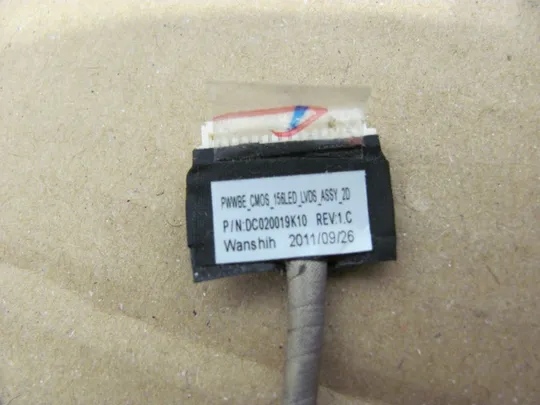 PWWBE_CMOS_156LED_LVDS_ASSY_2D
P/N:DC020019K10 REV:1.C
Wanshih 2011/09/26